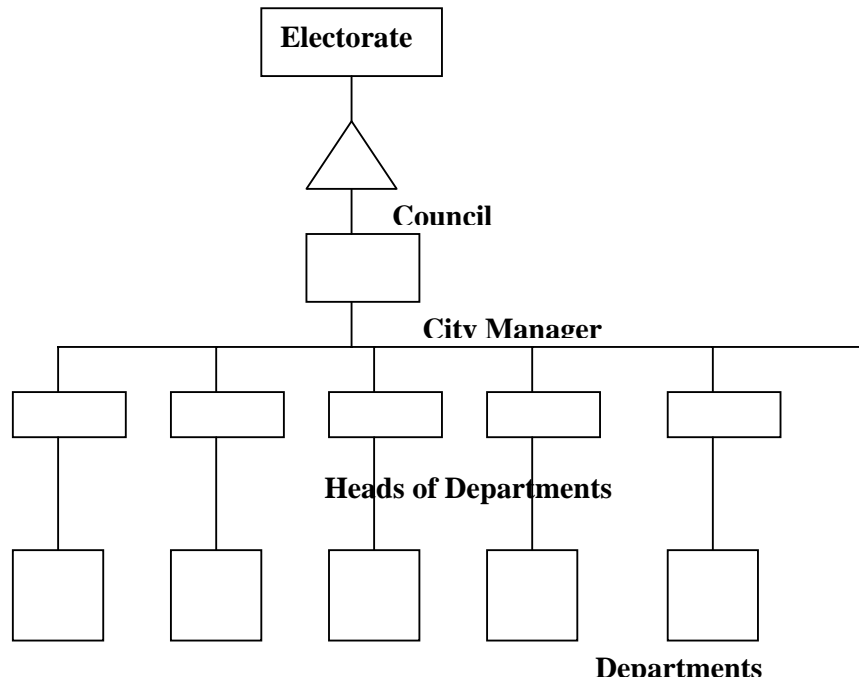 Electorate
Council
City Manager
Heads of Departments
Departments